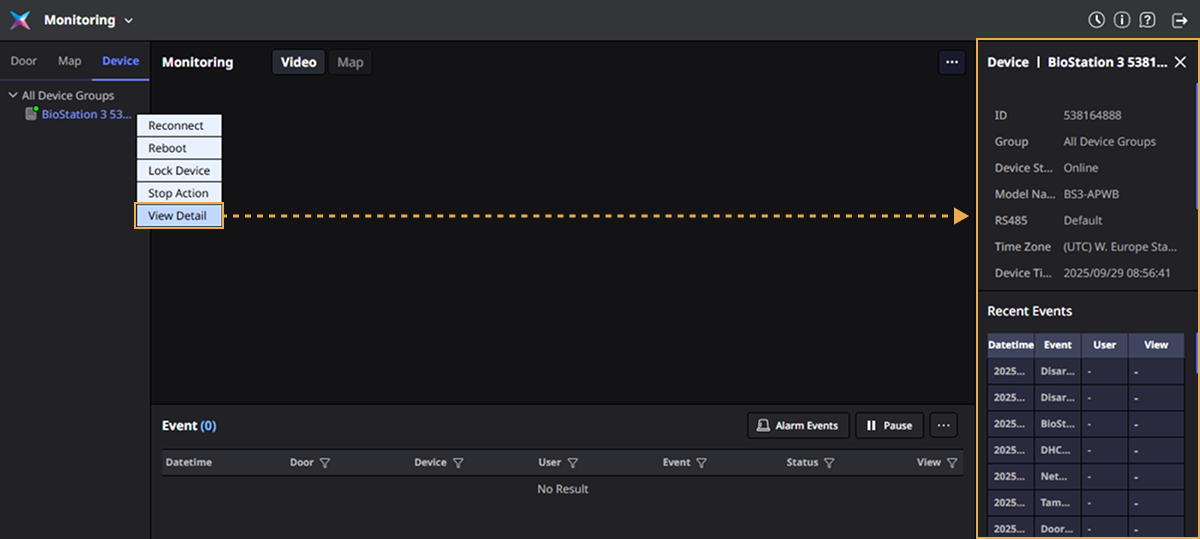 Monitoring
Door Map Device
All Device Groups
BioStation 3 53...
Reconnect
Reboot
Lock Device
Stop Action
View Detail
Monitoring Video Map ...
Event (0) Alarm Events Pause ...
Datetime Door Device User Event Status View
No Result
Device | BioStation 3 5381...
ID 538164888
Group All Device Groups
Device St... Online
Model Na... BS3-APWB
RS485 Default
Time Zone (UTC) W. Europe Sta...
Device Ti... 2025/09/29 08:56:41
Recent Events
Datetime Event User View
2025... Disar... - -
2025... Disar... - -
2025... BioSt... - -
2025... DHC... - -
2025... Net... - -
2025... Tam... - -
2025... Door... - -